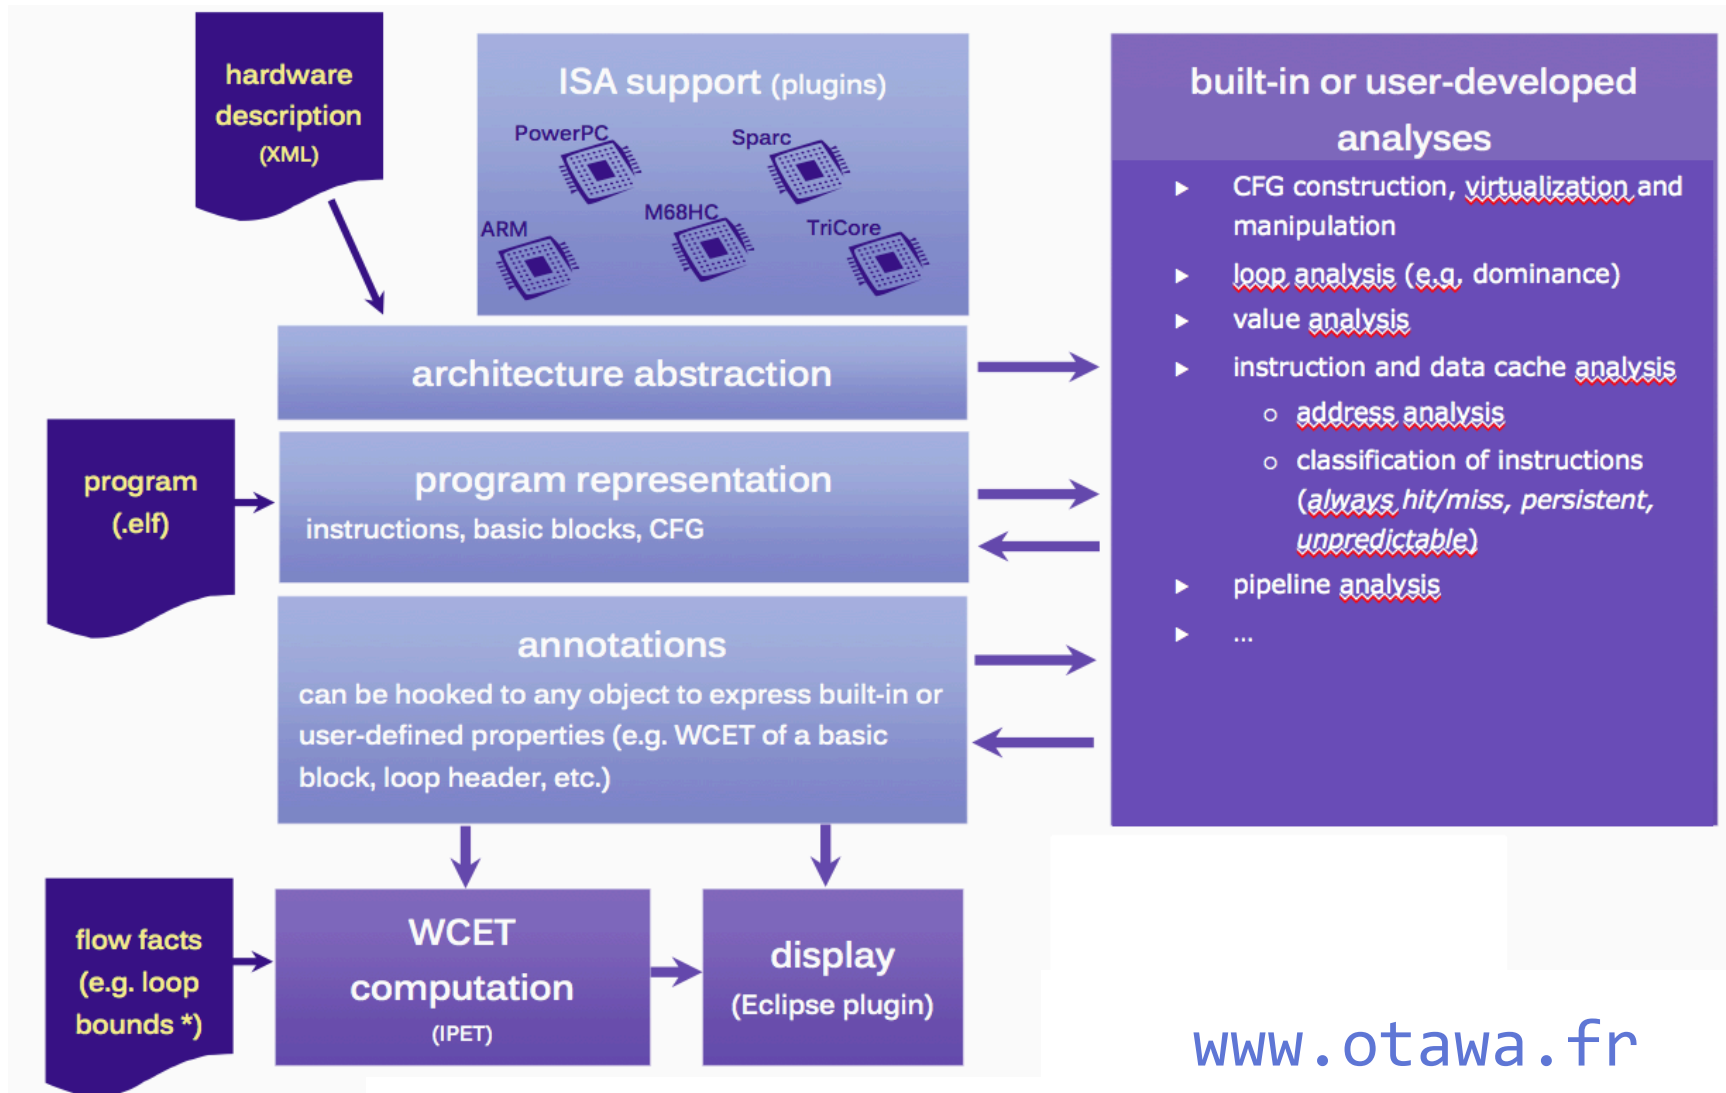 hardware
description
(XML)
ISA support (plugins)
PowerPC
Sparc
M68HC
ARM
TriCore
architecture abstraction
program
(.elf)
program representation
instructions, basic blocks, CFG
annotations
can be hooked to any object to express built-in or
user-defined properties (e.g. WCET of a basic
block, loop header, etc.)
flow facts
(e.g. loop
bounds *)
WCET
computation
(IPET)
display
(Eclipse plugin)
built-in or user-developed
analyses
CFG construction, virtualization and
manipulation
loop analysis (e.g. dominance)
value analysis
instruction and data cache analysis
address analysis
classification of instructions
(always hit/miss, persistent,
unpredictable)
pipeline analysis
...
www.otawa.fr